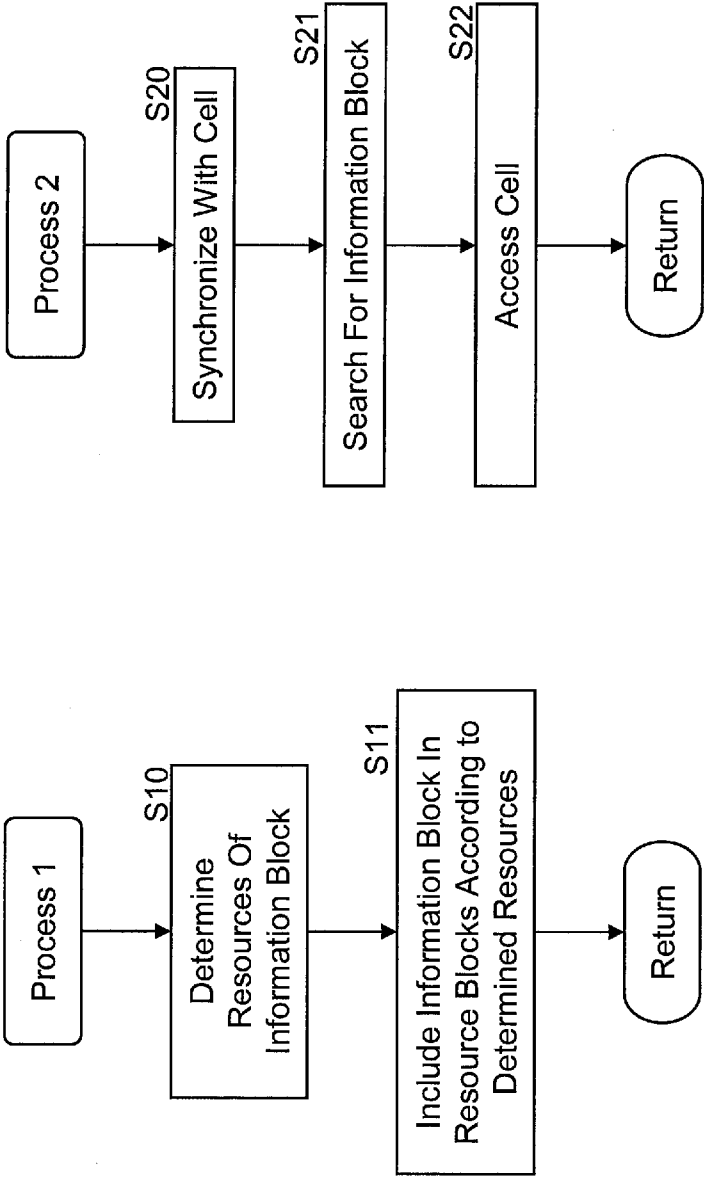 Process 1
S10
Determine
Resources Of
Information Block
S11
Include Information Block In
Resource Blocks According to
Determined Resources
Return
Process 2
S20
Synchronize With Cell
S21
Search For Information Block
S22
Access Cell
Return